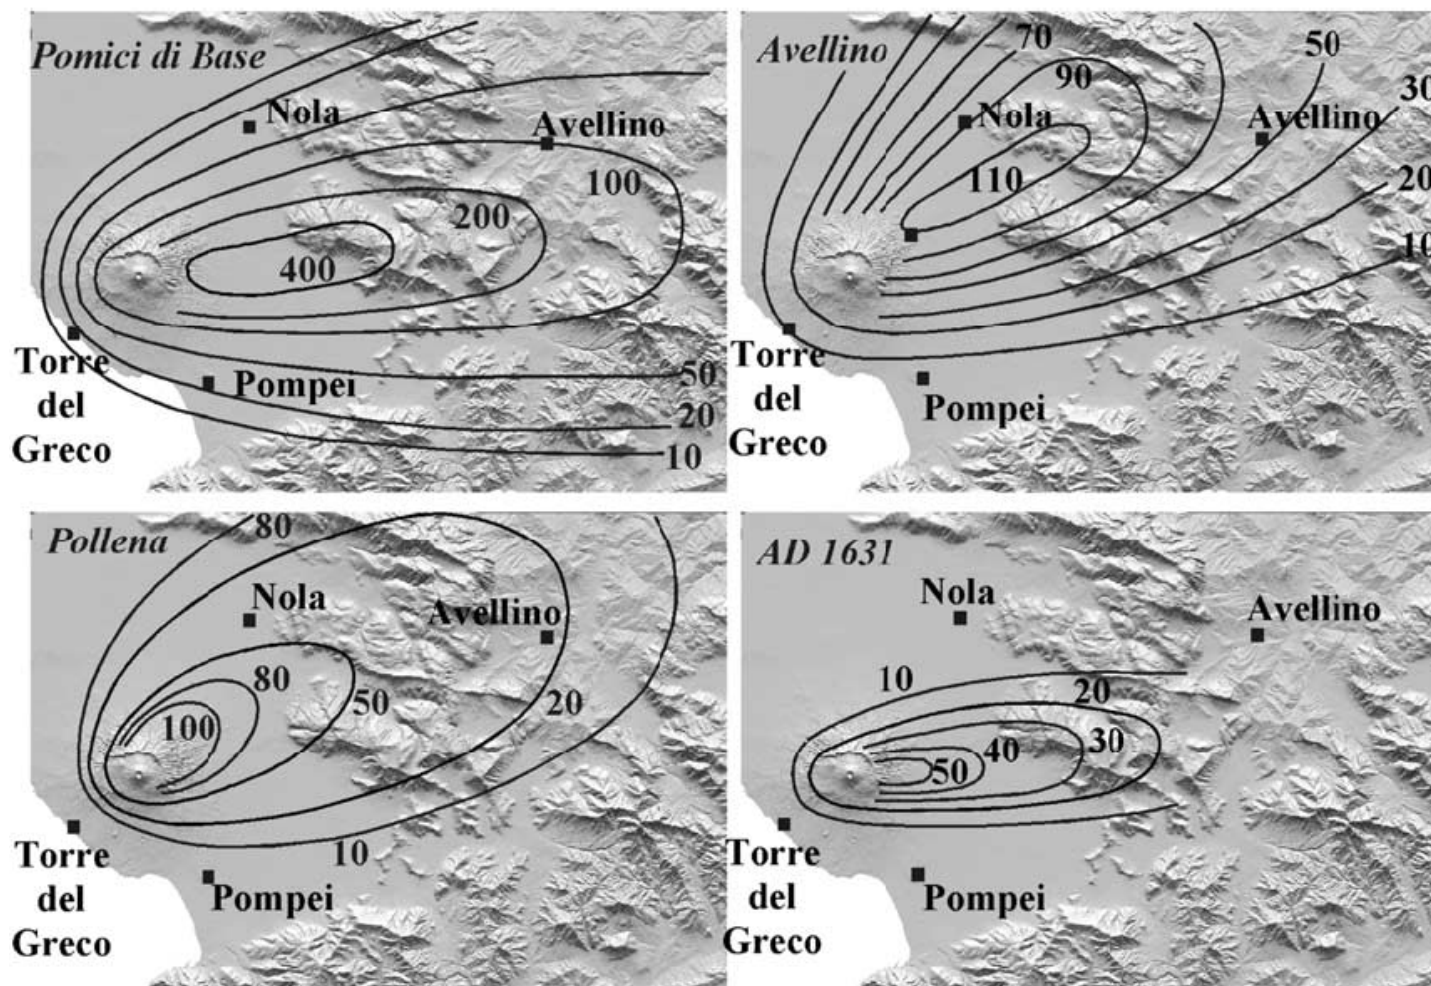 Pomici di Base
Nola
Avellino
100
200
400
Torre
del
Greco
Pompei
50
20
10
Avellino
70
50
90
30
Nola
Avellino
110
20
10
Torre
del
Greco
Pompei
Pollena
80
Nola
Avellino
80
50
20
100
10
Torre
del
Greco
Pompei
AD 1631
Nola
Avellino
10
20
30
40
50
Torre
del
Greco
Pompei